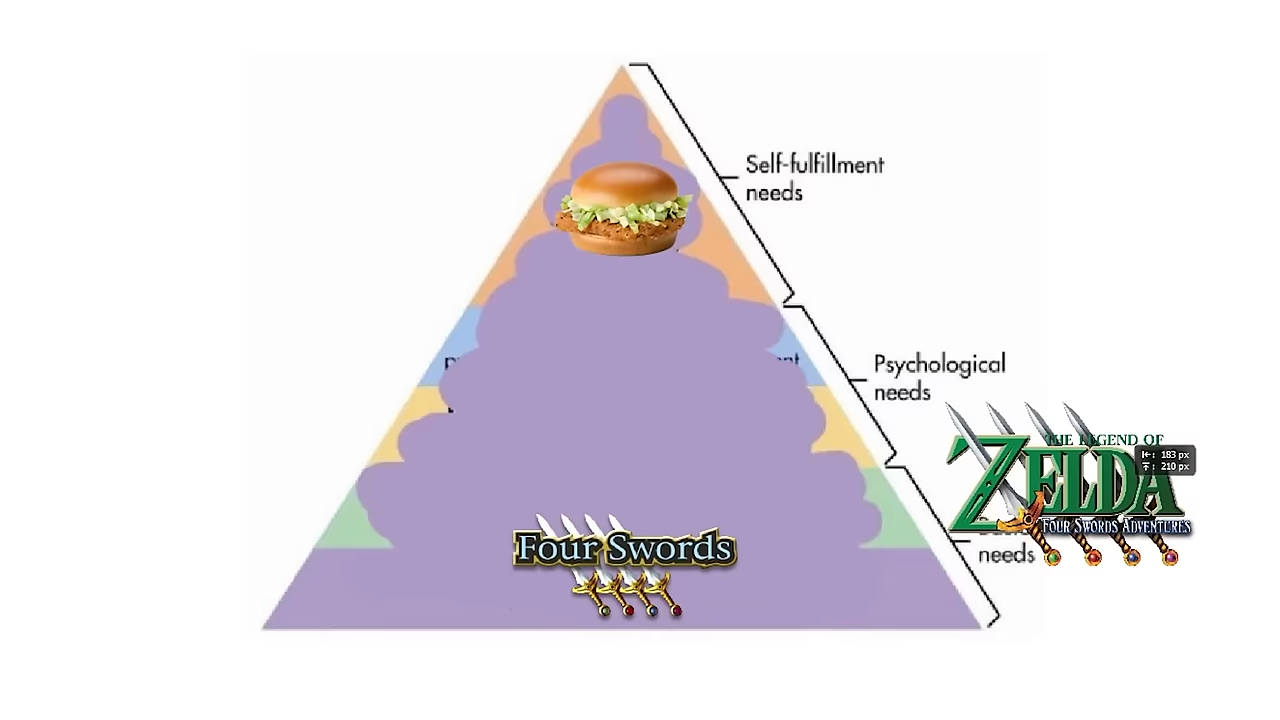 Self-fulfillment
needs
Psychological
needs
THE LEGEND OF
ZELDA
183 px
210 px
FOUR SWORDS ADVENTURES
needs
Four Swords